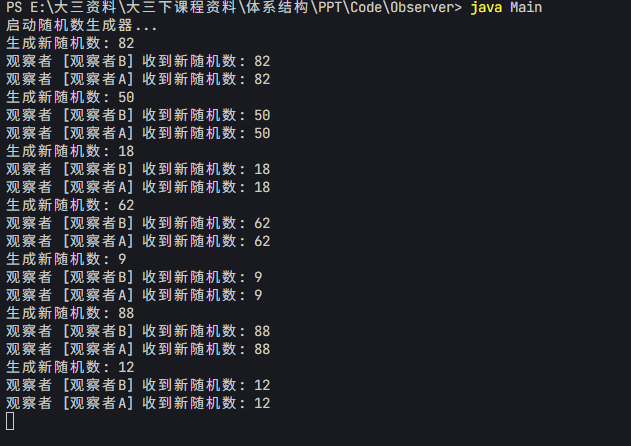 PS E:\大三资料\大三下课程资料\体系结构\PPT\Code\Observer> java Main
启动随机数生成器...
生成新随机数: 82
观察者 [观察者B] 收到新随机数: 82
观察者 [观察者A] 收到新随机数: 82
生成新随机数: 50
观察者 [观察者B] 收到新随机数: 50
观察者 [观察者A] 收到新随机数: 50
生成新随机数: 18
观察者 [观察者B] 收到新随机数: 18
观察者 [观察者A] 收到新随机数: 18
生成新随机数: 62
观察者 [观察者B] 收到新随机数: 62
观察者 [观察者A] 收到新随机数: 62
生成新随机数: 9
观察者 [观察者B] 收到新随机数: 9
观察者 [观察者A] 收到新随机数: 9
生成新随机数: 88
观察者 [观察者B] 收到新随机数: 88
观察者 [观察者A] 收到新随机数: 88
生成新随机数: 12
观察者 [观察者B] 收到新随机数: 12
观察者 [观察者A] 收到新随机数: 12